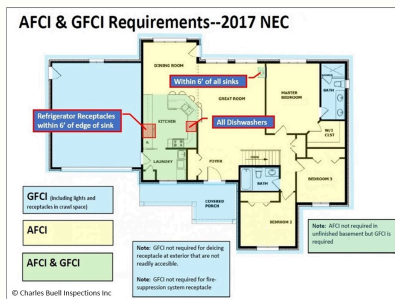 AFCI & GFCI Requirements--2017 NEC
DINING ROOM
Within 6' of all sinks
GREAT ROOM
MASTER
BEDROOM
BATH
Refrigerator Receptacles
within 6' of edge of sink
KITCHEN
All Dishwashers
W/I
CLST
LAUNDRY
FOYER
BATH
BEDROOM 3
COVERED
PORCH
BEDROOM 2
GFCI (Including lights and
receptacles in crawl space)
AFCI
AFCI & GFCI
Note: GFCI not required for deicing
receptacle at exterior that are not
readily accesible.
Note: GFCI not required for fire-
suppression system receptacle
Note: AFCI not required in
unfinished basement but GFCI is
required
© Charles Buell Inspections Inc